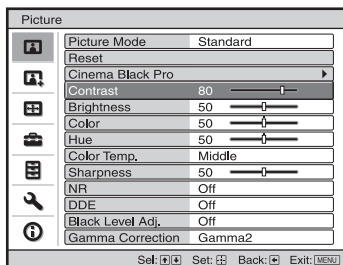 Picture
Picture Mode Standard
Reset
Cinema Black Pro
Contrast 80
Brightness 50
Color 50
Hue 50
Color Temp. Middle
Sharpness 50
NR Off
DDE Off
Black Level Adj. Off
Gamma Correction Gamma2
Sel: Set: Back: Exit: MENU